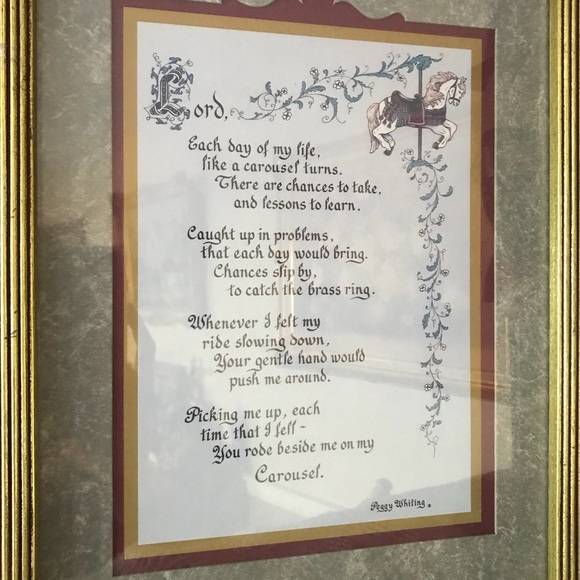 Lord,
Each day of my life,
like a carousel turns.
There are chances to take,
and lessons to learn.
Caught up in problems,
that each day would bring.
Chances slip by,
to catch the brass ring.
Whenever I felt my
ride slowing down,
Your gentle hand would
push me around.
Picking me up, each
time that I fell-
You rode beside me on my
Carousel.
Peggy Whiting.